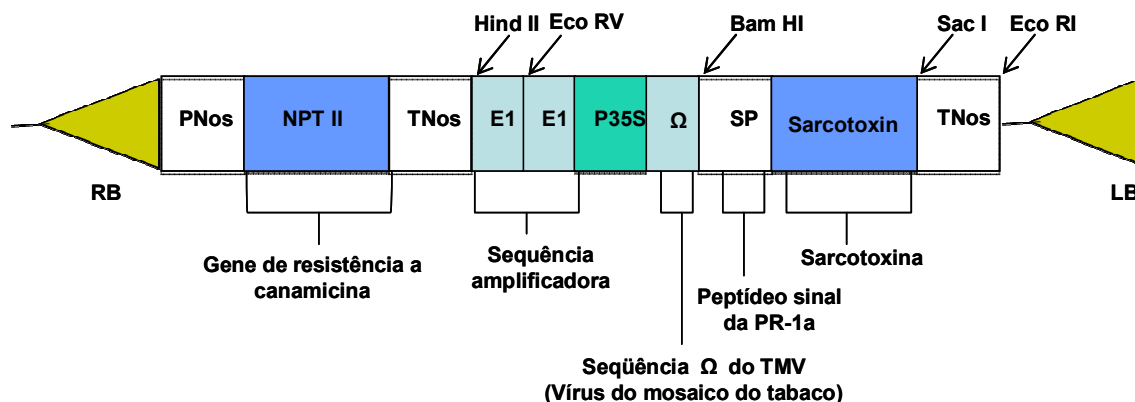 Hind II Eco RV Bam HI Sac I Eco RI
PNos NPT II TNos E1 E1 P35S Ω SP Sarcotoxin TNos
RB LB
Gene de resistência a
canamicina
Sequência
amplificadora
Sarcotoxina
Peptídeo sinal
da PR-1a
Seqüência Ω do TMV
(Vírus do mosaico do tabaco)